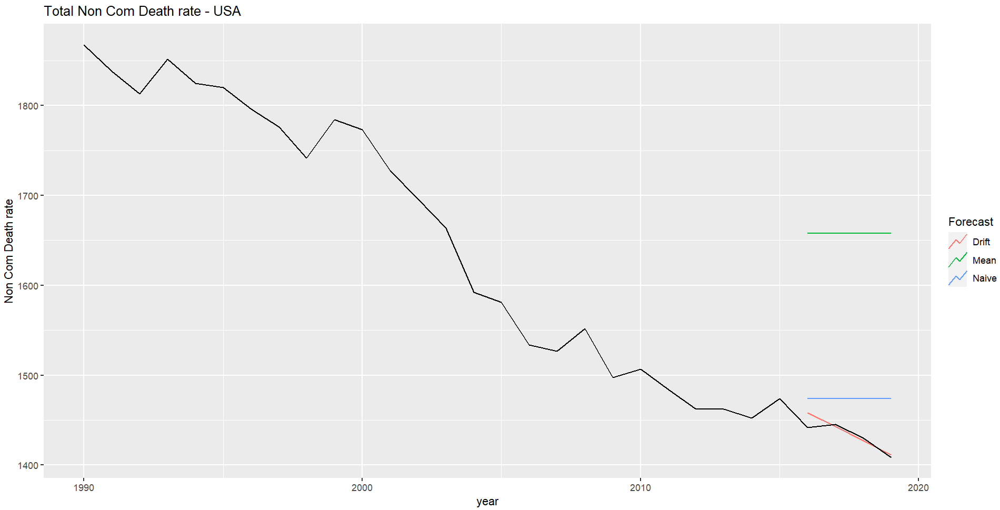 Total Non Com Death rate - USA
Non Com Death rate
1800
1700
1600
1500
1400
1990
2000
2010
2020
year
Forecast
Drift
Mean
Naive